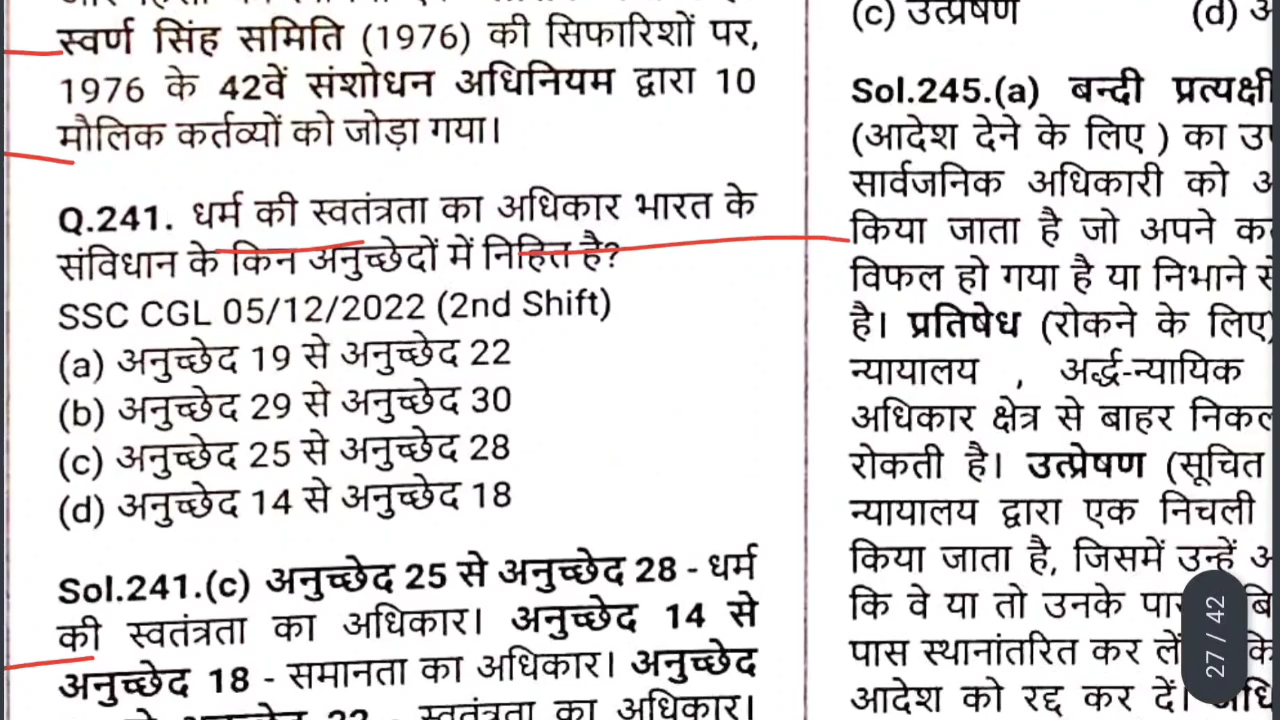 स्वर्ण सिंह समिति (1976) की सिफारिशों पर,
1976 के 42वें संशोधन अधिनियम द्वारा 10
मौलिक कर्तव्यों को जोड़ा गया।
Q.241. धर्म की स्वतंत्रता का अधिकार भारत के
संविधान के किन अनुच्छेदों में निहित है?
SSC CGL 05/12/2022 (2nd Shift)
(a) अनुच्छेद 19 से अनुच्छेद 22
(b) अनुच्छेद 29 से अनुच्छेद 30
(c) अनुच्छेद 25 से अनुच्छेद 28
(d) अनुच्छेद 14 से अनुच्छेद 18
Sol.241.(c) अनुच्छेद 25 से अनुच्छेद 28 - धर्म
की स्वतंत्रता का अधिकार। अनुच्छेद 14 से
अनुच्छेद 18 - समानता का अधिकार। अनुच्छेद
22 - स्वतंत्रता का अधिकार।
(c) उत्प्रेषण (d)
Sol.245.(a) बन्दी
(आदेश देने के लिए ) का
सार्वजनिक अधिकारी को
किया जाता है जो अपने
विफल हो गया है या निभाने
है। प्रतिषेध (रोकने के लिए)
न्यायालय , अर्द्ध-न्यायिक
अधिकार क्षेत्र से बाहर
रोकती है। उत्प्रेषण (सूचित
न्यायालय द्वारा एक निचली
किया जाता है, जिसमें उन्हें
कि वे या तो उनके
पास स्थानांतरित कर लें
आदेश को रद्द कर दें।
27 / 42